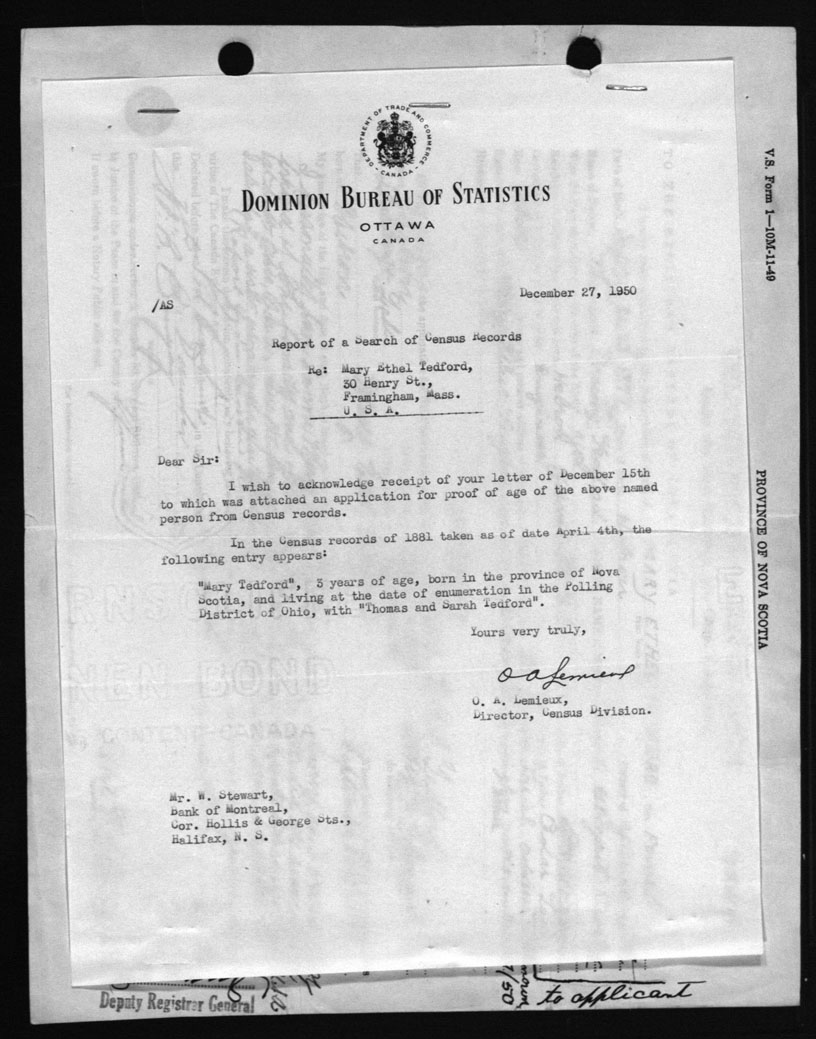 DEPARTMENT OF TRADE AND COMMERCE
CANADA
DOMINION BUREAU OF STATISTICS
OTTAWA
CANADA
December 27, 1950
/AS
Report of a Search of Census Records
Re: Mary Ethel Tedford,
30 Henry St.,
Framingham, Mass.
U. S. A.
Dear Sir:
I wish to acknowledge receipt of your letter of December 15th
to which was attached an application for proof of age of the above named
person from Census records.
In the Census records of 1881 taken as of date April 4th, the
following entry appears:
"Mary Tedford", 3 years of age, born in the province of Nova
Scotia, and living at the date of enumeration in the Polling
District of Ohio, with "Thomas and Sarah Tedford".
Yours very truly,
O A Lemieux
O. A. Lemieux,
Director, Census Division.
Mr. W. Stewart,
Bank of Montreal,
Cor. Hollis & George Sts.,
Halifax, N. S.
V.S. Form 1—10M-11-49
PROVINCE OF NOVA SCOTIA
Deputy Registrar General
to applicant